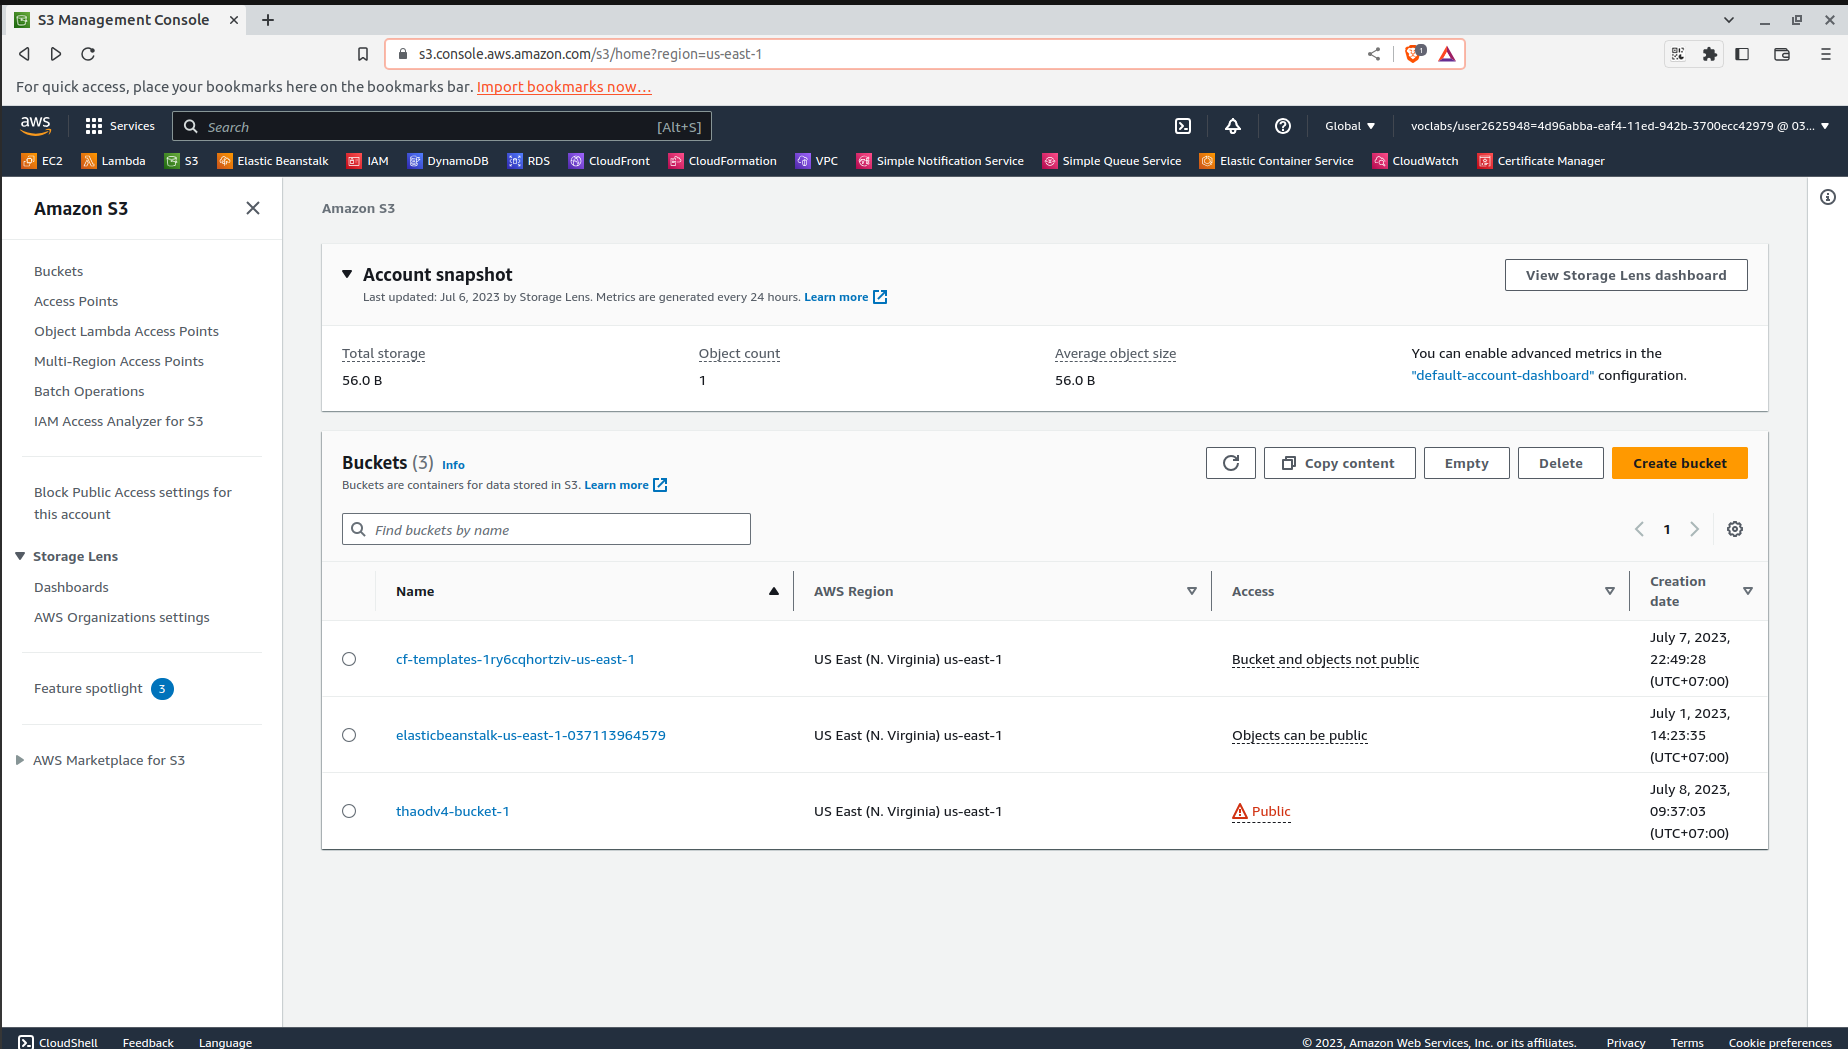 S3 Management Console
s3.console.aws.amazon.com/s3/home?region=us-east-1
1
For quick access, place your bookmarks here on the bookmarks bar. Import bookmarks now...
aws
Services
Search
[Alt+S]
Global
voclabs/user2625948=4d96abba-eaf4-11ed-942b-3700ecc42979 @ 03...
EC2 Lambda S3 Elastic Beanstalk IAM DynamoDB RDS CloudFront CloudFormation VPC Simple Notification Service Simple Queue Service Elastic Container Service CloudWatch Certificate Manager
Amazon S3
Buckets
Access Points
Object Lambda Access Points
Multi-Region Access Points
Batch Operations
IAM Access Analyzer for S3
Block Public Access settings for
this account
Storage Lens
Dashboards
AWS Organizations settings
Feature spotlight 3
AWS Marketplace for S3
Amazon S3
Account snapshot
Last updated: Jul 6, 2023 by Storage Lens. Metrics are generated every 24 hours. Learn more
View Storage Lens dashboard
Total storage
56.0 B
Object count
1
Average object size
56.0 B
You can enable advanced metrics in the
"default-account-dashboard" configuration.
Buckets (3) Info
Buckets are containers for data stored in S3. Learn more
Copy content
Empty
Delete
Create bucket
Find buckets by name
1
Name
AWS Region
Access
Creation
date
cf-templates-1ry6cqhortziv-us-east-1
US East (N. Virginia) us-east-1
Bucket and objects not public
July 7, 2023,
22:49:28
(UTC+07:00)
elasticbeanstalk-us-east-1-037113964579
US East (N. Virginia) us-east-1
Objects can be public
July 1, 2023,
14:23:35
(UTC+07:00)
thaodv4-bucket-1
US East (N. Virginia) us-east-1
Public
July 8, 2023,
09:37:03
(UTC+07:00)
CloudShell
Feedback
Language
© 2023, Amazon Web Services, Inc. or its affiliates.
Privacy
Terms
Cookie preferences